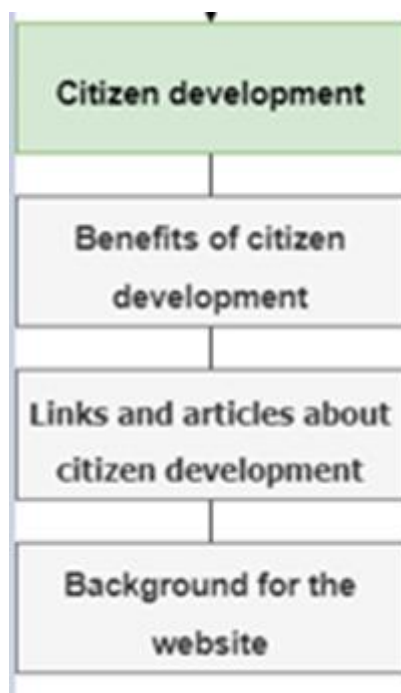 Citizen development
Benefits of citizen
development
Links and articles about
citizen development
Background for the
website